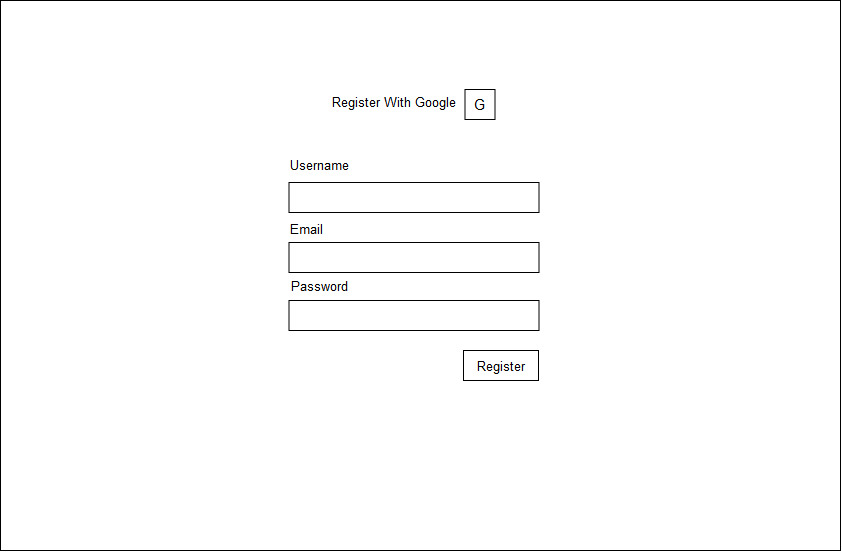 Register With Google G
Username
Email
Password
Register